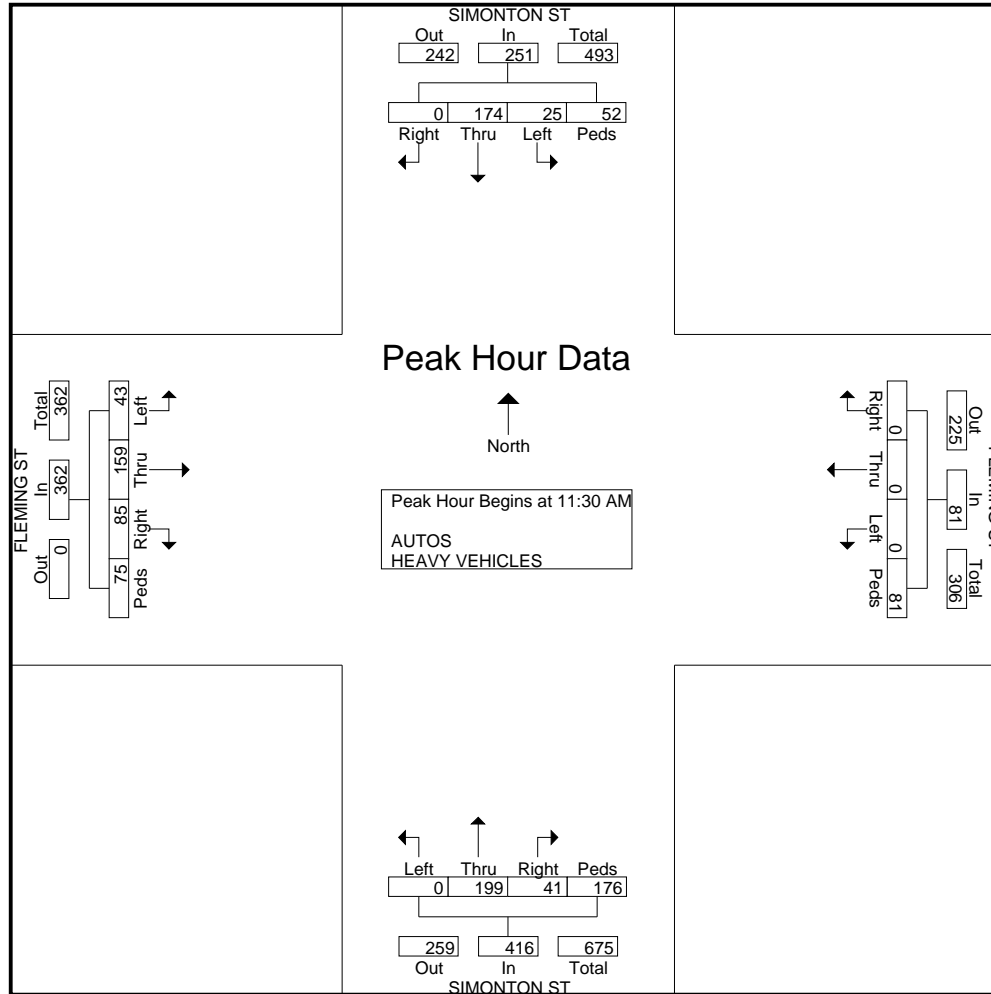 SIMONTON ST
Out In Total
242 251 493
0 174 25 52
Right Thru Left Peds
Peak Hour Data
North
Peak Hour Begins at 11:30 AM
AUTOS
HEAVY VEHICLES
FLEMING ST
Total In Out
362 362 0
43 159 85 75
Left Thru Right Peds
Right Thru Left Peds
0 0 0 81
225 81 306
Out In Total
Left Thru Right Peds
0 199 41 176
259 416 675
Out In Total
SIMONTON ST